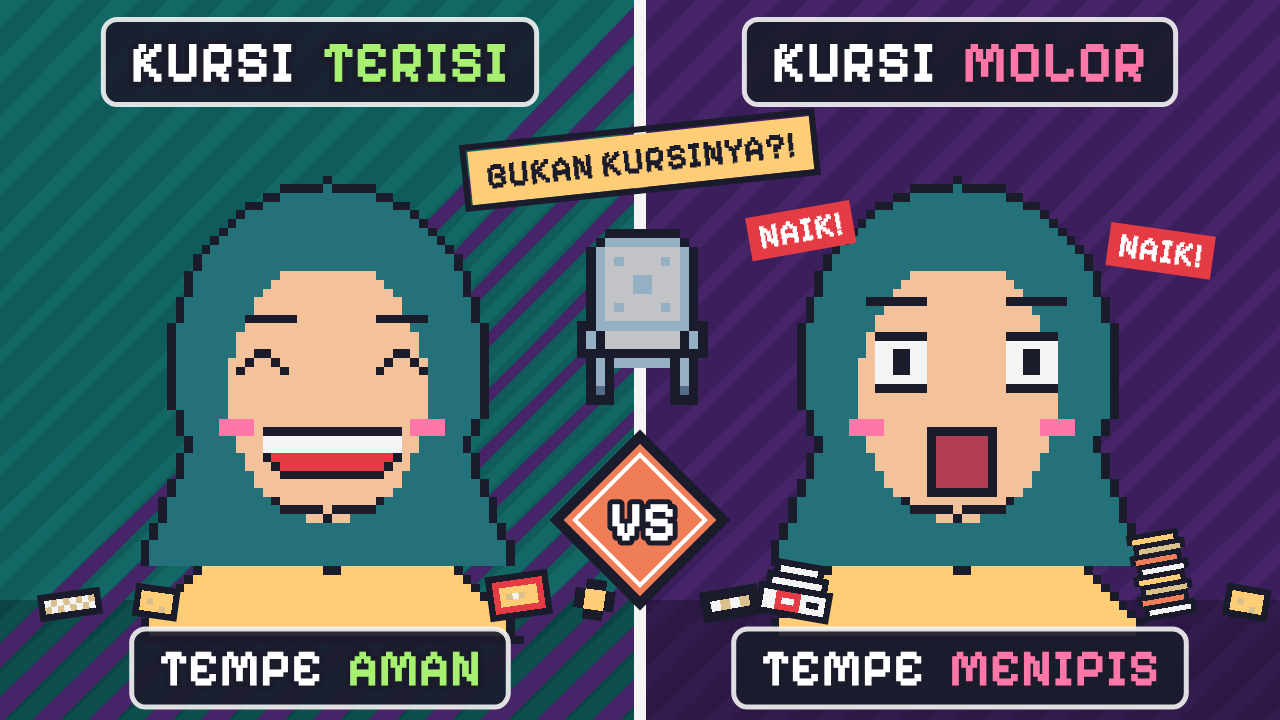 KURSI TERISI
KURSI MOLOR
BUKAN KURSINYA?!
NAIK!
NAIK!
VS
TEMPE AMAN
TEMPE MENIPIS